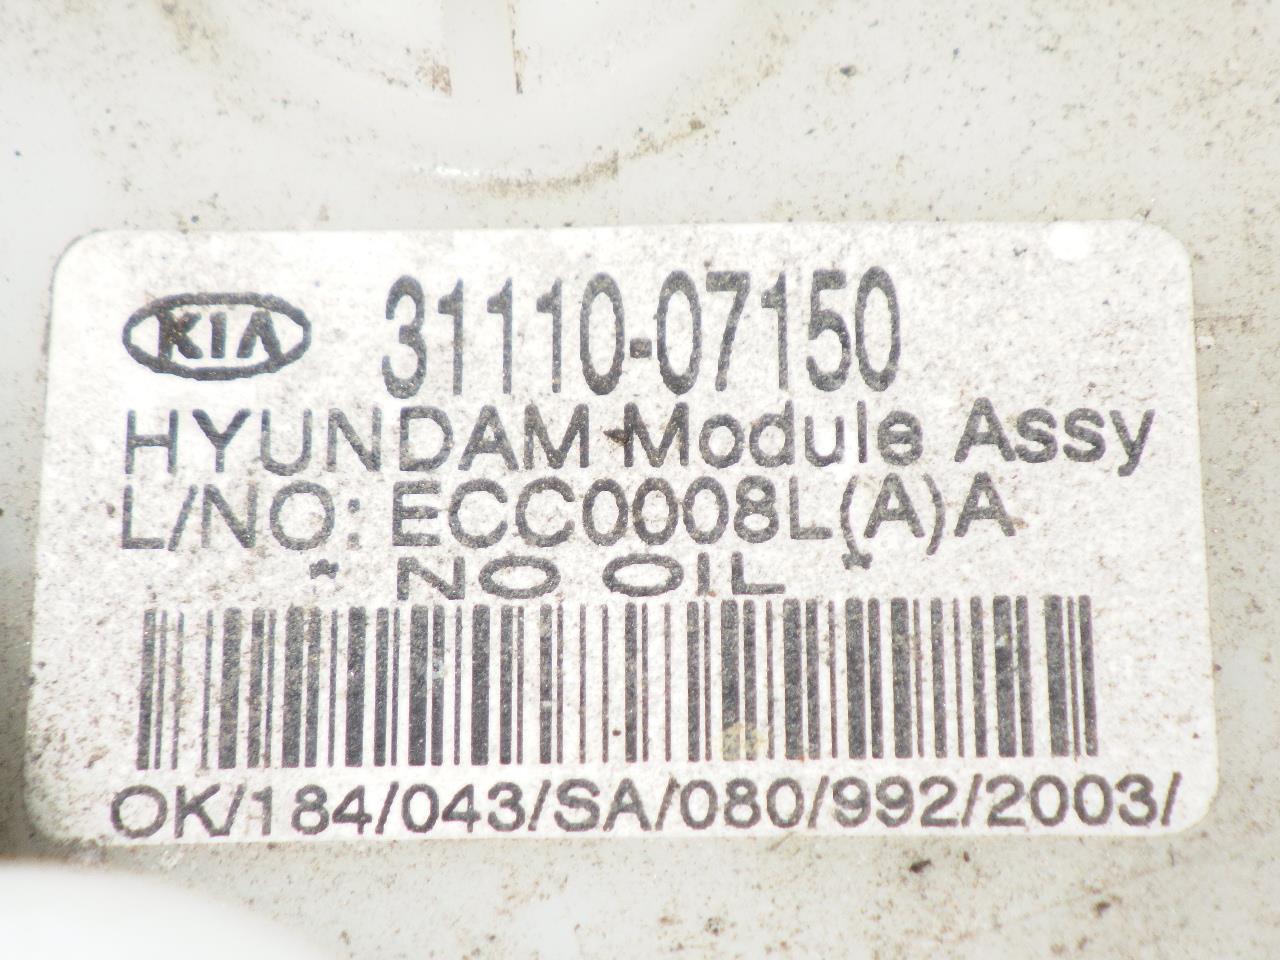 KIA 31110-07150
HYUNDAM Module Assy
L/NO: ECC0008L(A)A
* NO OIL *
OK/184/043/SA/080/992/2003/